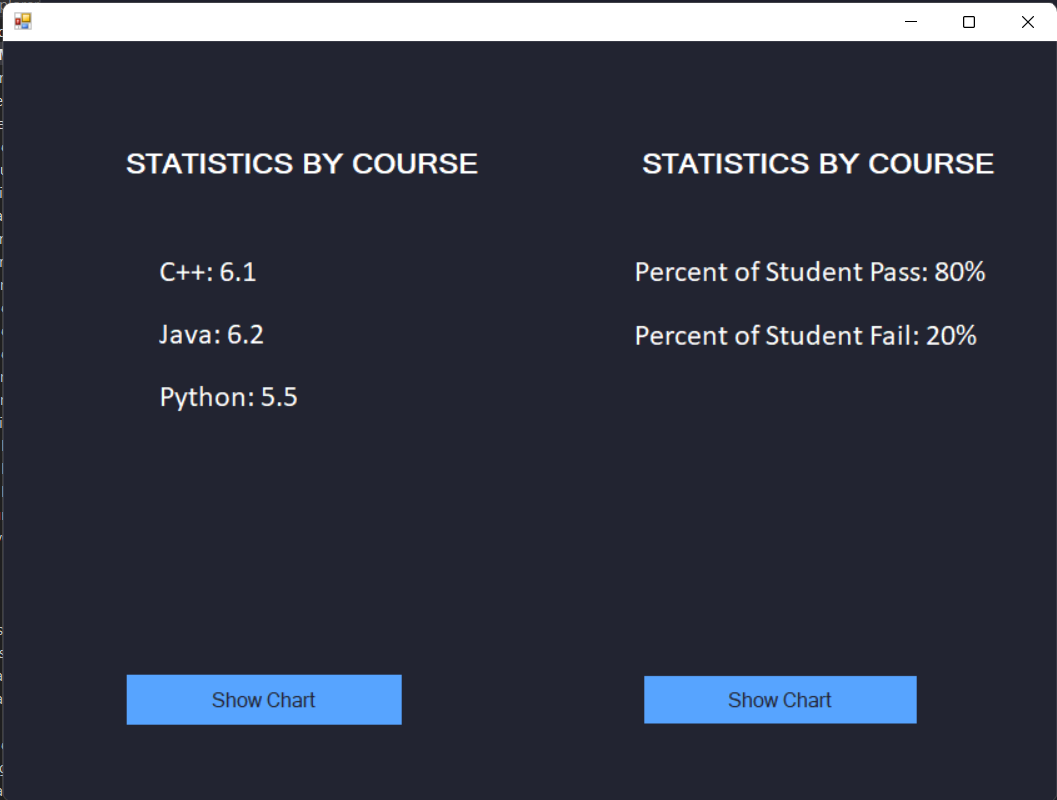 STATISTICS BY COURSE
C++: 6.1
Java: 6.2
Python: 5.5
Show Chart
STATISTICS BY COURSE
Percent of Student Pass: 80%
Percent of Student Fail: 20%
Show Chart